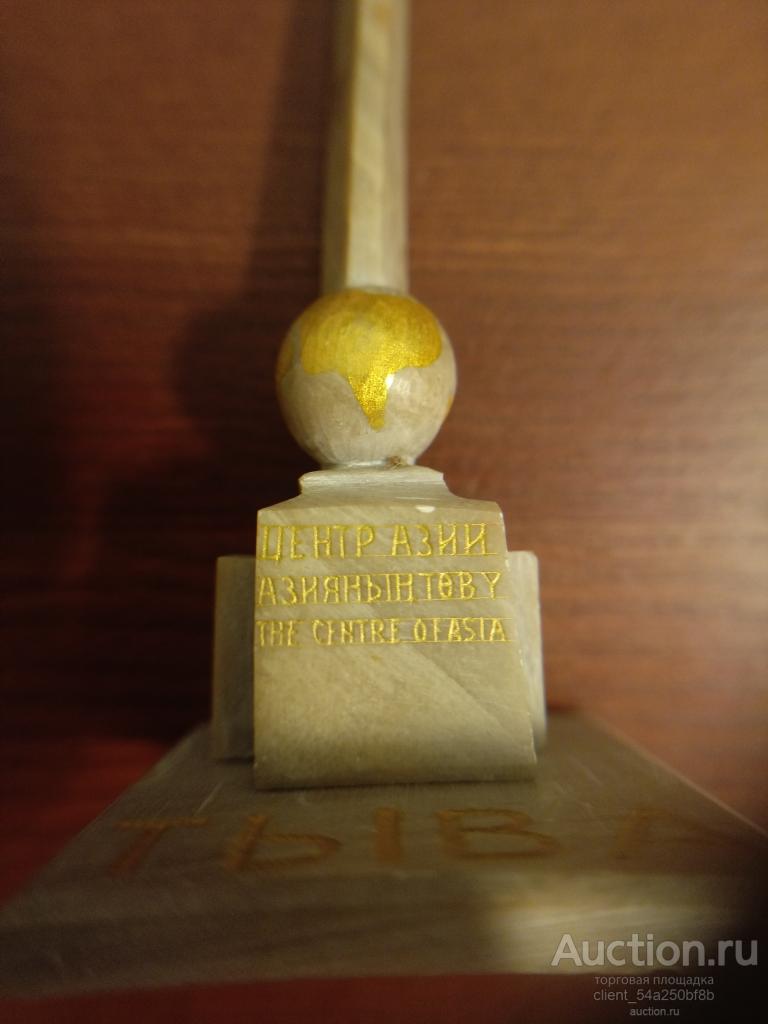 ЦЕНТР АЗИИ
АЗИЯНЫҢ ТӨВҮ
THE CENTRE OF ASIA
ТЫВА
Auction.ru
торговая площадка
client_54a250bf8b
auction.ru